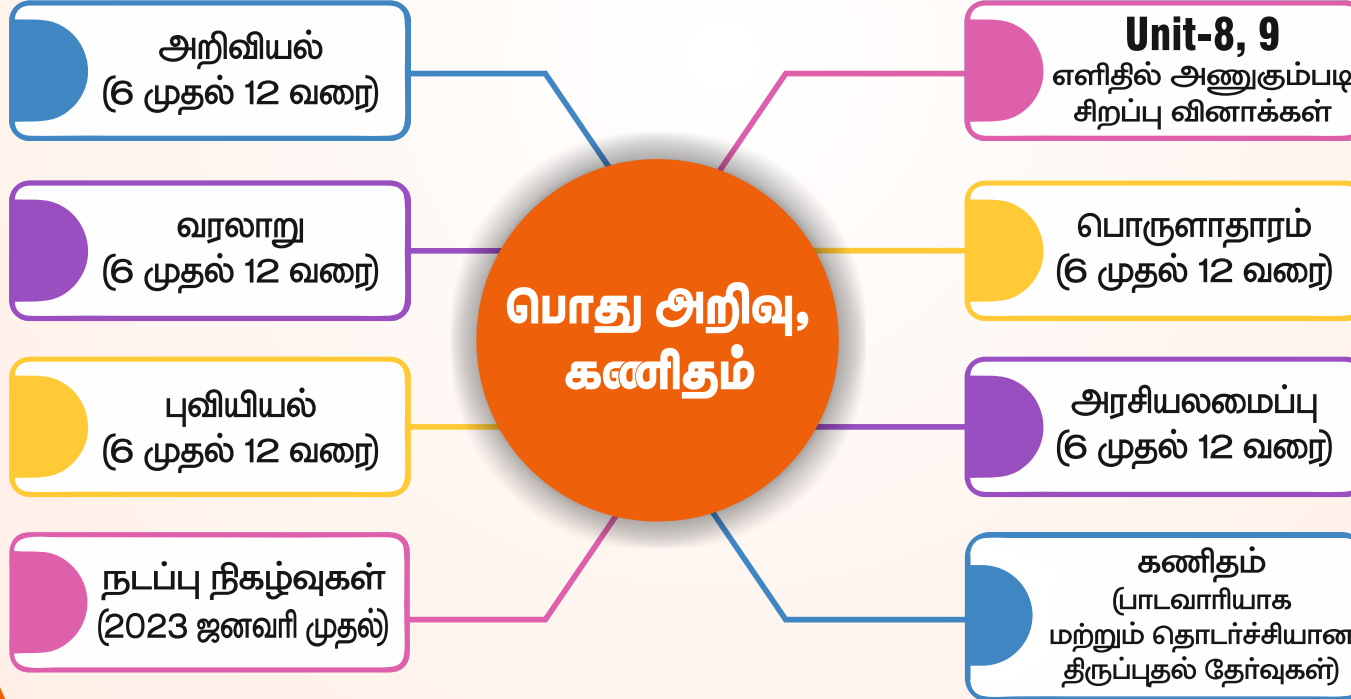 அறிவியல்
(6 முதல் 12 வரை)
வரலாறு
(6 முதல் 12 வரை)
புவியியல்
(6 முதல் 12 வரை)
நடப்பு நிகழ்வுகள்
(2023 ஜனவரி முதல்)
பொது அறிவு,
கணிதம்
Unit-8, 9
எளிதில் அணுகும்படி
சிறப்பு வினாக்கள்
பொருளாதாரம்
(6 முதல் 12 வரை)
அரசியலமைப்பு
(6 முதல் 12 வரை)
கணிதம்
(பாடவாரியாக
மற்றும் தொடர்ச்சியான
திருப்புதல் தேர்வுகள்)